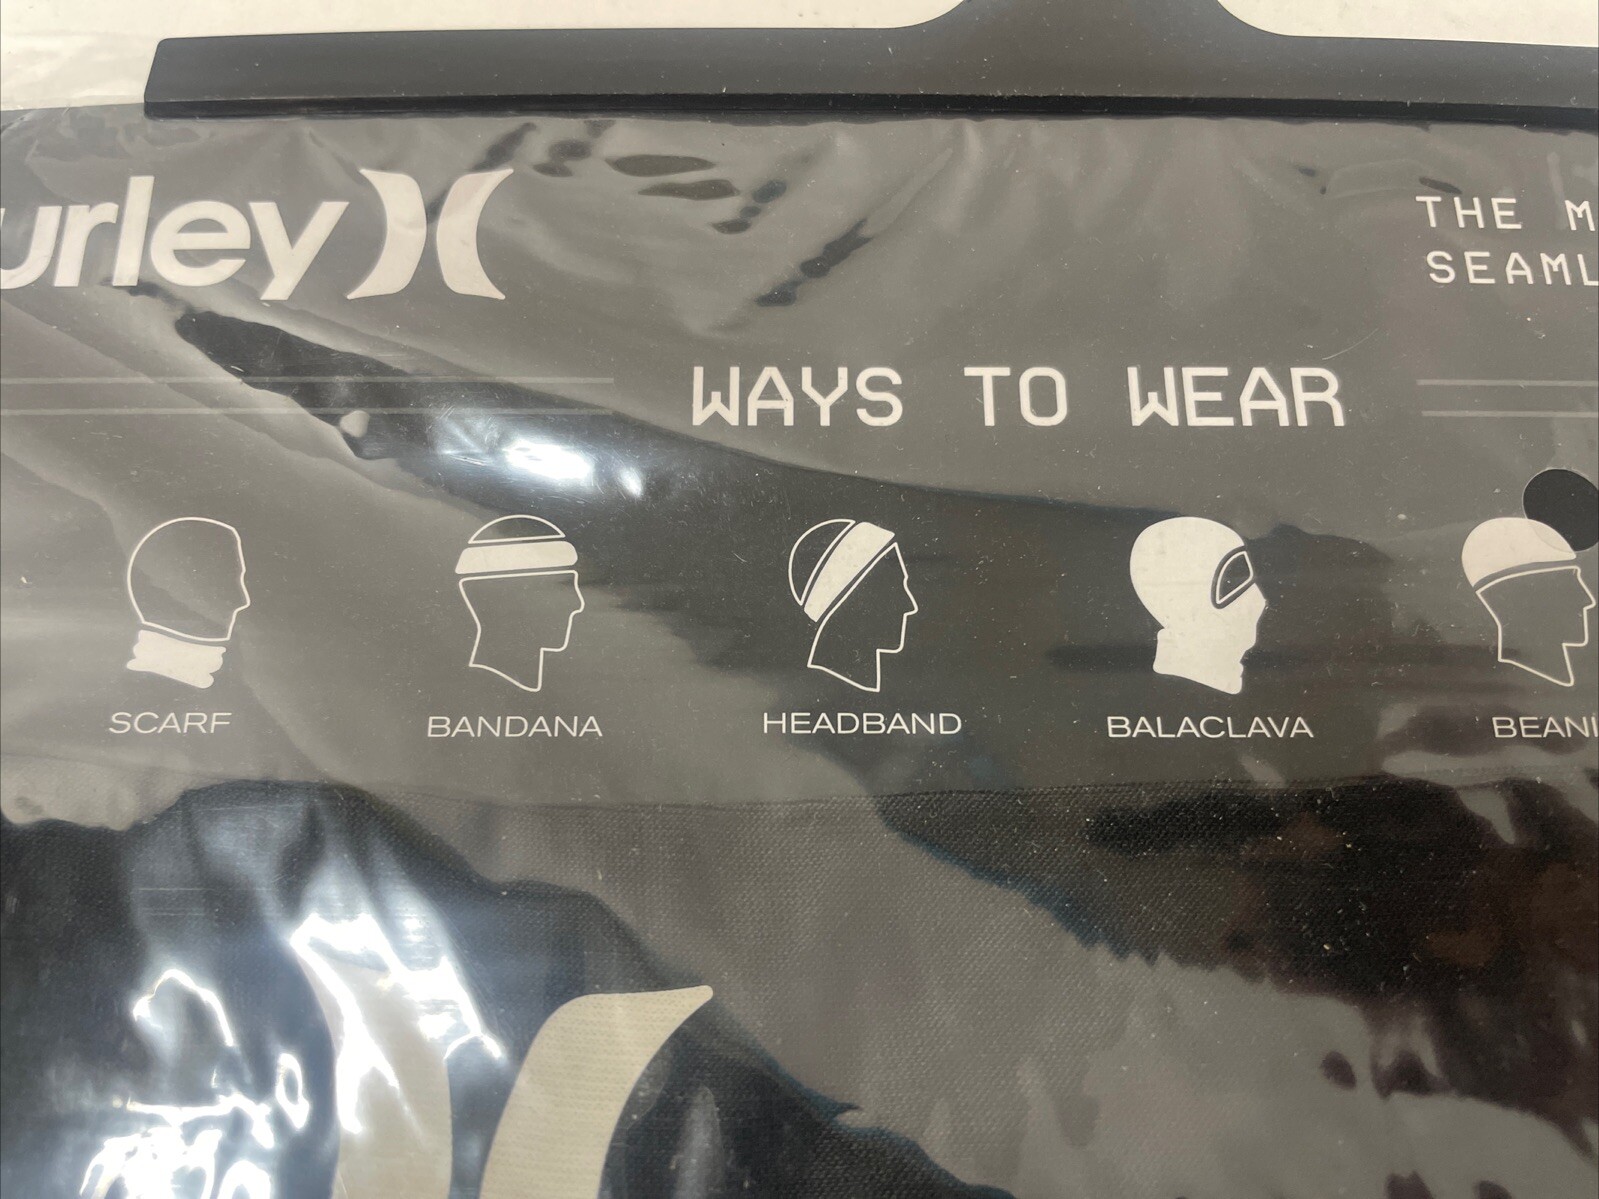 urley
THE M
SEAML
WAYS TO WEAR
SCARF
BANDANA
HEADBAND
BALACLAVA
BEANI